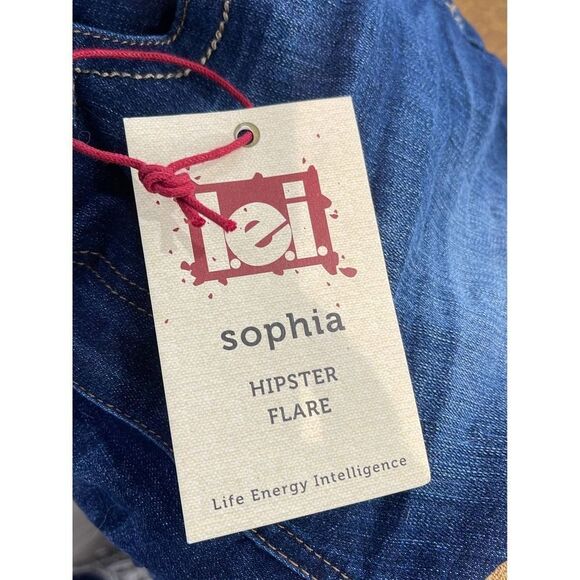 l.e.i.
sophia
HIPSTER
FLARE
Life Energy Intelligence